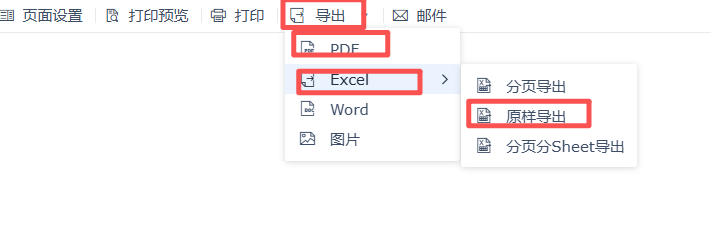 页面设置 打印预览 打印 导出 邮件
PDF
Excel
Word
图片
分页导出
原样导出
分页分Sheet导出